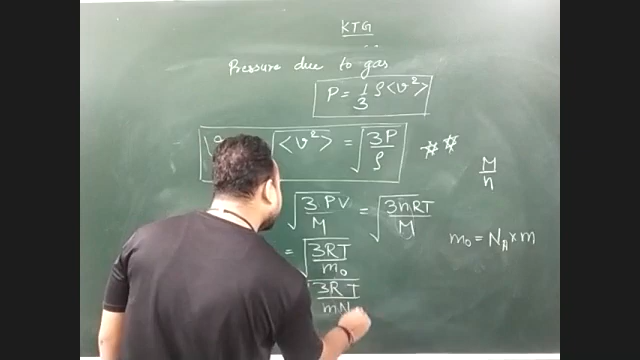 KTG
Pressure due to gas
P = 1/3 ρ<v²>
√<v²> = √(3P/ρ)
M/n
√(3PV/M) = √(3nRT/M)
m₀ = N_A × m
= √(3RT/m₀)
√(3RT/mN